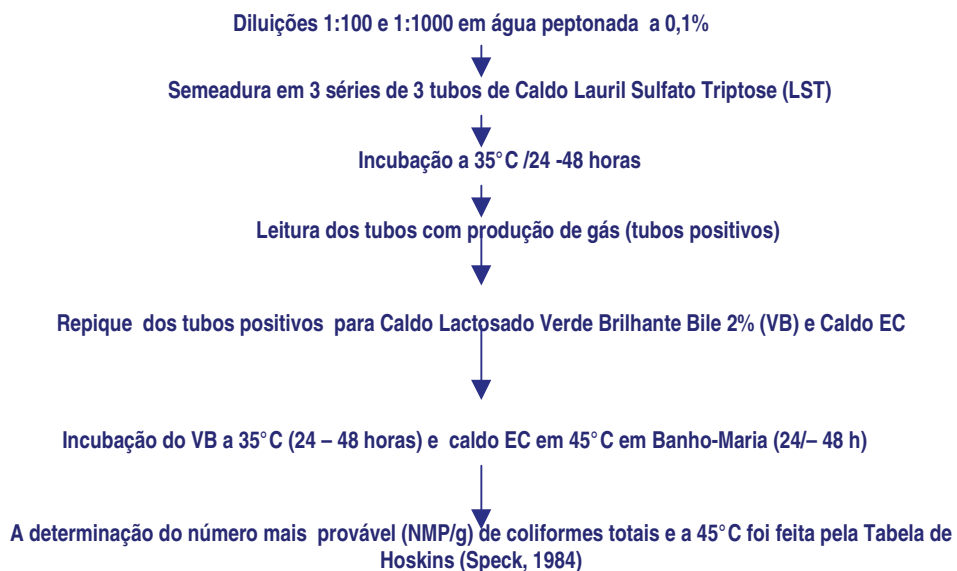 Diluições 1:100 e 1:1000 em água peptonada a 0,1%
Semeadura em 3 séries de 3 tubos de Caldo Lauril Sulfato Triptose (LST)
Incubação a 35°C /24 -48 horas
Leitura dos tubos com produção de gás (tubos positivos)
Repique dos tubos positivos para Caldo Lactosado Verde Brilhante Bile 2% (VB) e Caldo EC
Incubação do VB a 35°C (24 – 48 horas) e caldo EC em 45°C em Banho-Maria (24/– 48 h)
A determinação do número mais provável (NMP/g) de coliformes totais e a 45°C foi feita pela Tabela de
Hoskins (Speck, 1984)